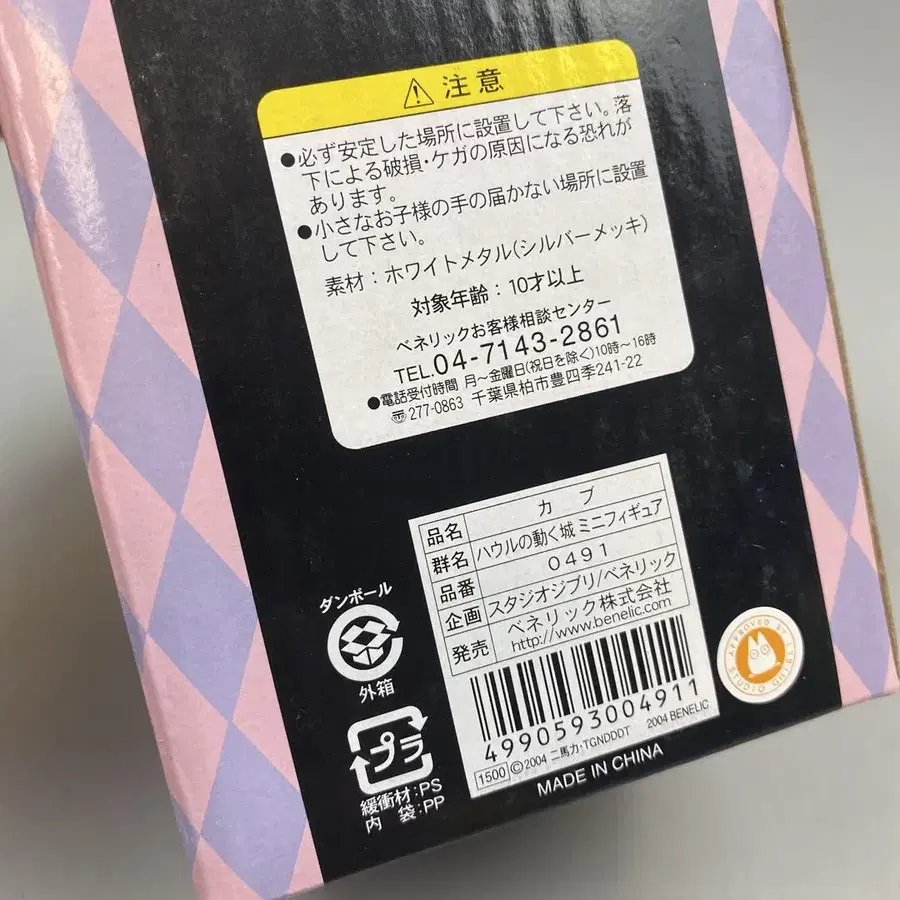 注意
●必ず安定した場所に設置して下さい。落
下による破損・ケガの原因になる恐れが
あります。
●小さなお子様の手の届かない場所に設置
して下さい。
素材：ホワイトメタル(シルバーメッキ)
対象年齢：10才以上
ベネリックお客様相談センター
TEL.04-7143-2861
●電話受付時間 月～金曜日(祝日を除く)10時～16時
〠277-0863 千葉県柏市豊四季241-22
品名 カブ
群名 ハウルの動く城 ミニフィギュア
品番 0491
企画 スタジオジブリ/ベネリック
発売 ベネリック株式会社
http://www.benelic.com
4990593004911
1500 ©2004 二馬力・TGNDDDT 2004 BENELIC
MADE IN CHINA
ダンボール
外箱
プラ
緩衝材:PS
内 袋:PP
APPROVED BY
STUDIO GHIBLI